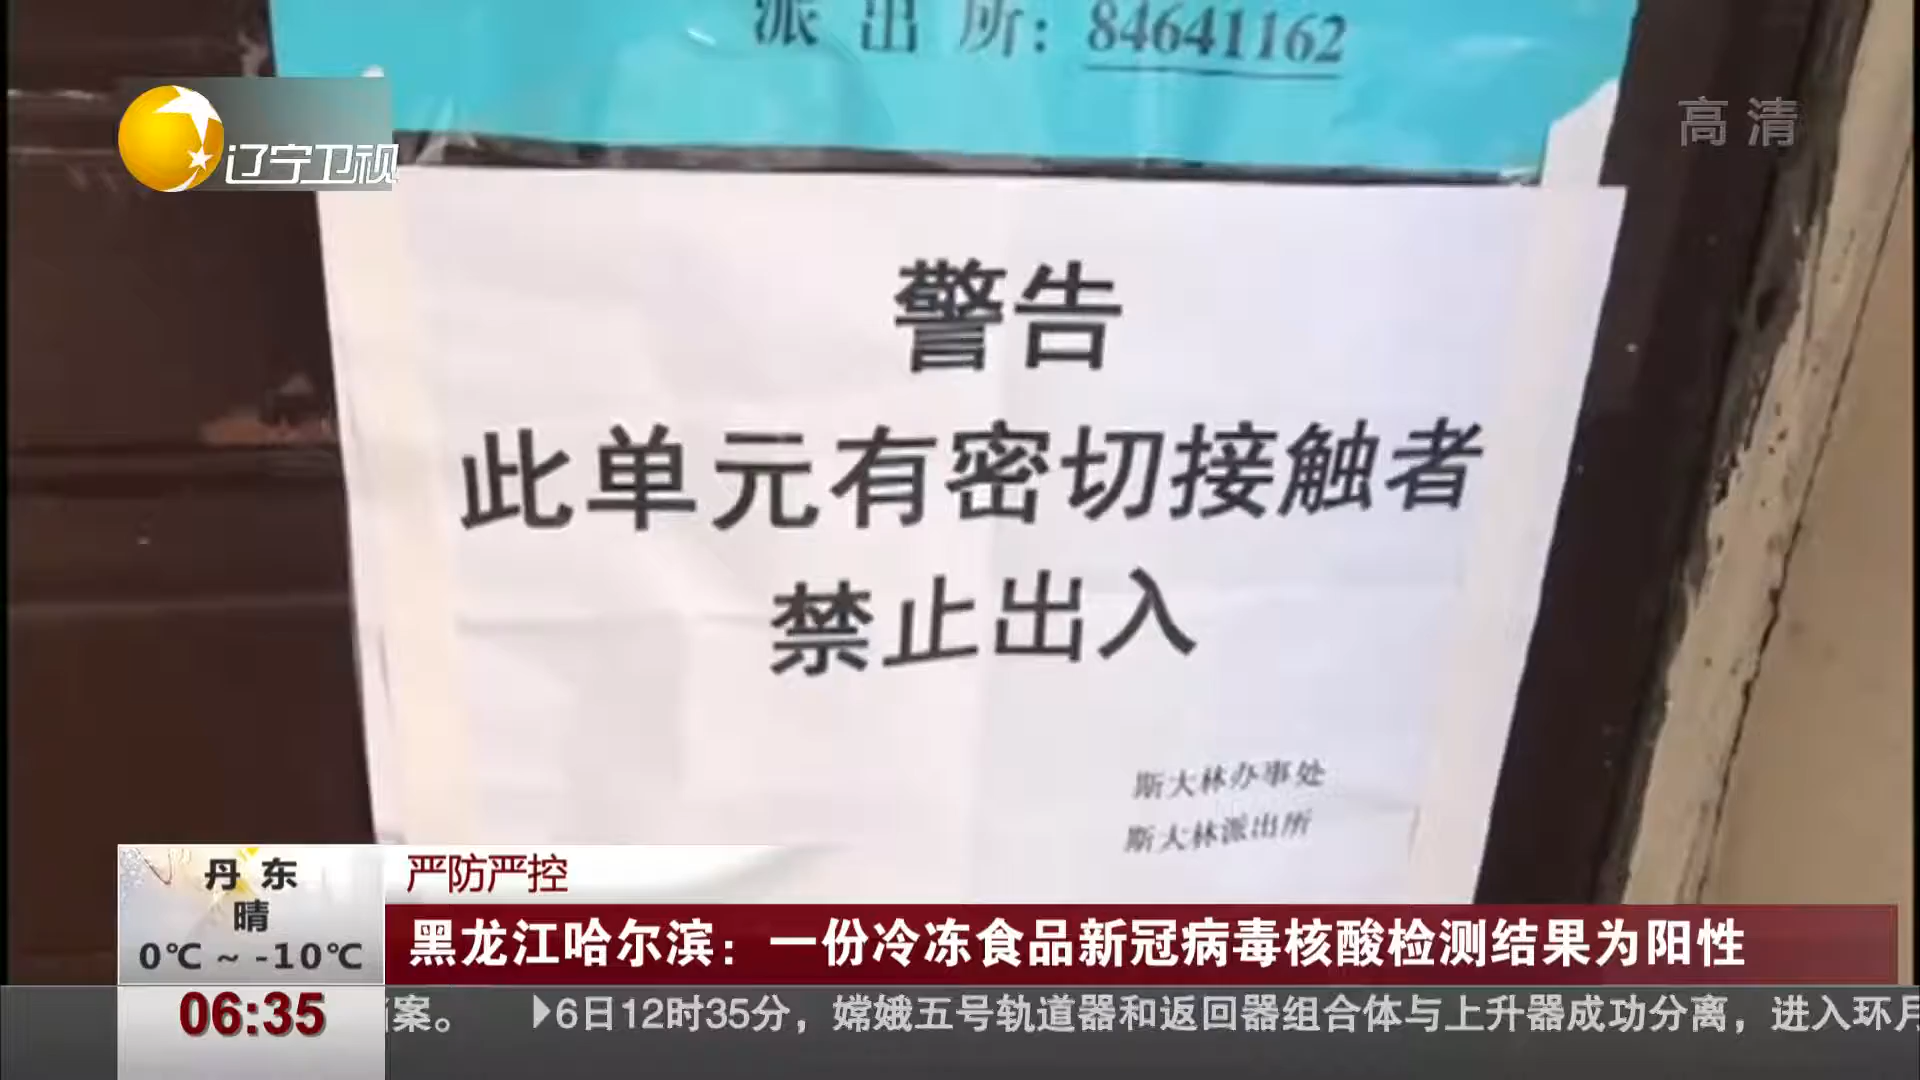 派出所：84641162
辽宁卫视
高清
警告
此单元有密切接触者
禁止出入
斯大林办事处
斯大林派出所
丹东
晴
0℃~-10℃
严防严控
黑龙江哈尔滨：一份冷冻食品新冠病毒核酸检测结果为阳性
06:35
案。 ▶6日12时35分，嫦娥五号轨道器和返回器组合体与上升器成功分离，进入环月